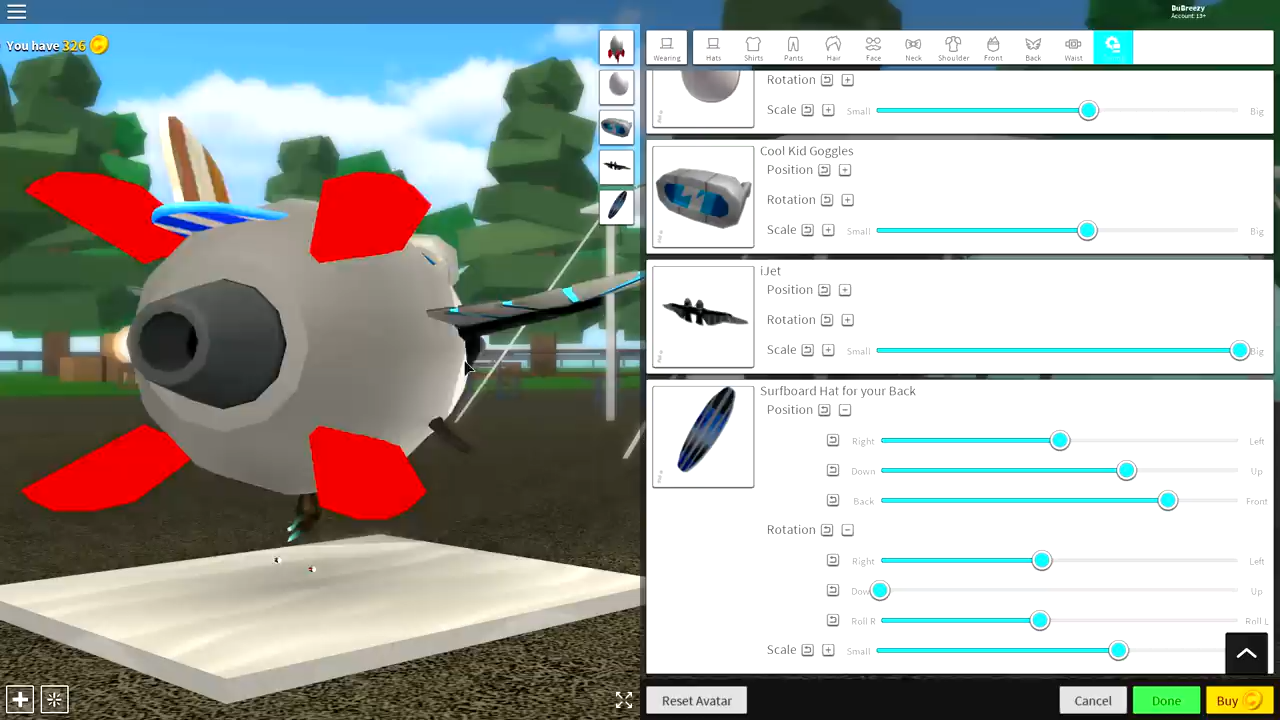 BuBreezy
Account: 13+
You have 326
Wearing
Hats
Shirts
Pants
Hair
Face
Neck
Shoulder
Front
Back
Waist
Rotation
Scale
Small
Big
Cool Kid Goggles
Position
Rotation
Scale
Small
Big
iJet
Position
Rotation
Scale
Small
Big
Surfboard Hat for your Back
Position
Right
Left
Down
Up
Back
Front
Rotation
Right
Left
Dow
Up
Roll R
Roll L
Scale
Small
Reset Avatar
Cancel
Done
Buy